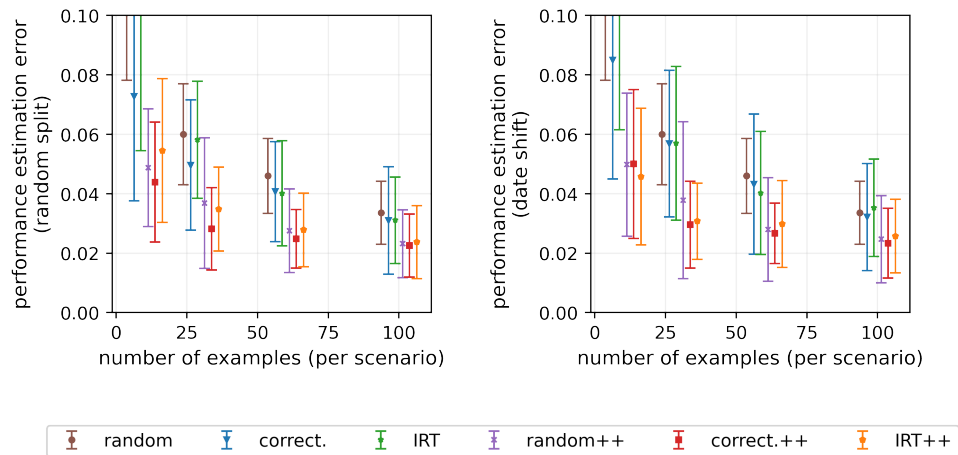 performance estimation error
(random split)
0.10
0.08
0.06
0.04
0.02
0.00
0
25
50
75
100
number of examples (per scenario)
performance estimation error
(date shift)
0.10
0.08
0.06
0.04
0.02
0.00
0
25
50
75
100
number of examples (per scenario)
random
correct.
IRT
random++
correct.++
IRT++